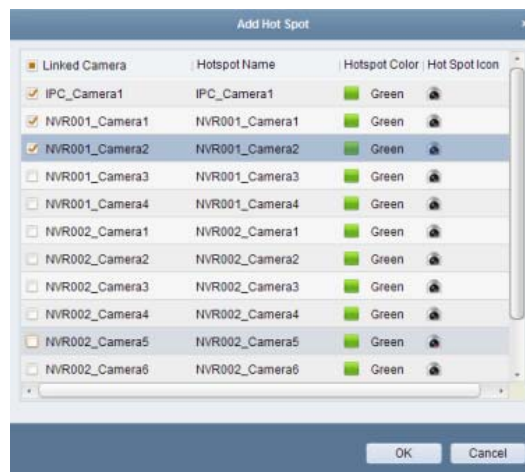 Add Hot Spot
Linked Camera Hotspot Name Hotspot Color Hot Spot Icon
IPC_Camera1 IPC_Camera1 Green
NVR001_Camera1 NVR001_Camera1 Green
NVR001_Camera2 NVR001_Camera2 Green
NVR001_Camera3 NVR001_Camera3 Green
NVR001_Camera4 NVR001_Camera4 Green
NVR002_Camera1 NVR002_Camera1 Green
NVR002_Camera2 NVR002_Camera2 Green
NVR002_Camera3 NVR002_Camera3 Green
NVR002_Camera4 NVR002_Camera4 Green
NVR002_Camera5 NVR002_Camera5 Green
NVR002_Camera6 NVR002_Camera6 Green
OK Cancel